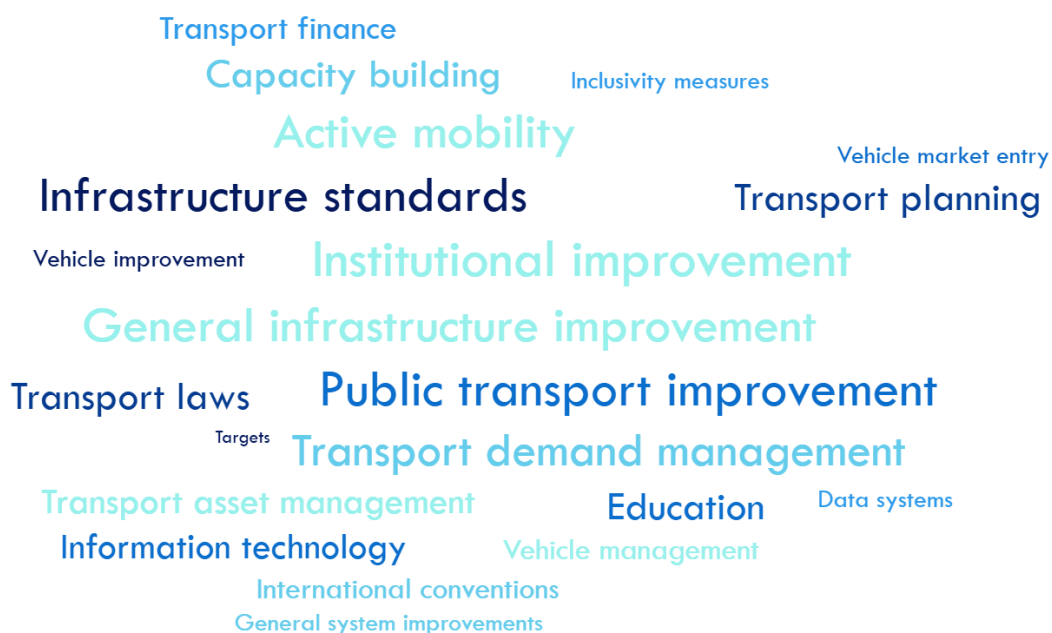 Transport finance
Capacity building
Inclusivity measures
Active mobility
Vehicle market entry
Infrastructure standards
Transport planning
Vehicle improvement
Institutional improvement
General infrastructure improvement
Transport laws
Public transport improvement
Targets
Transport demand management
Transport asset management
Education
Data systems
Information technology
Vehicle management
International conventions
General system improvements